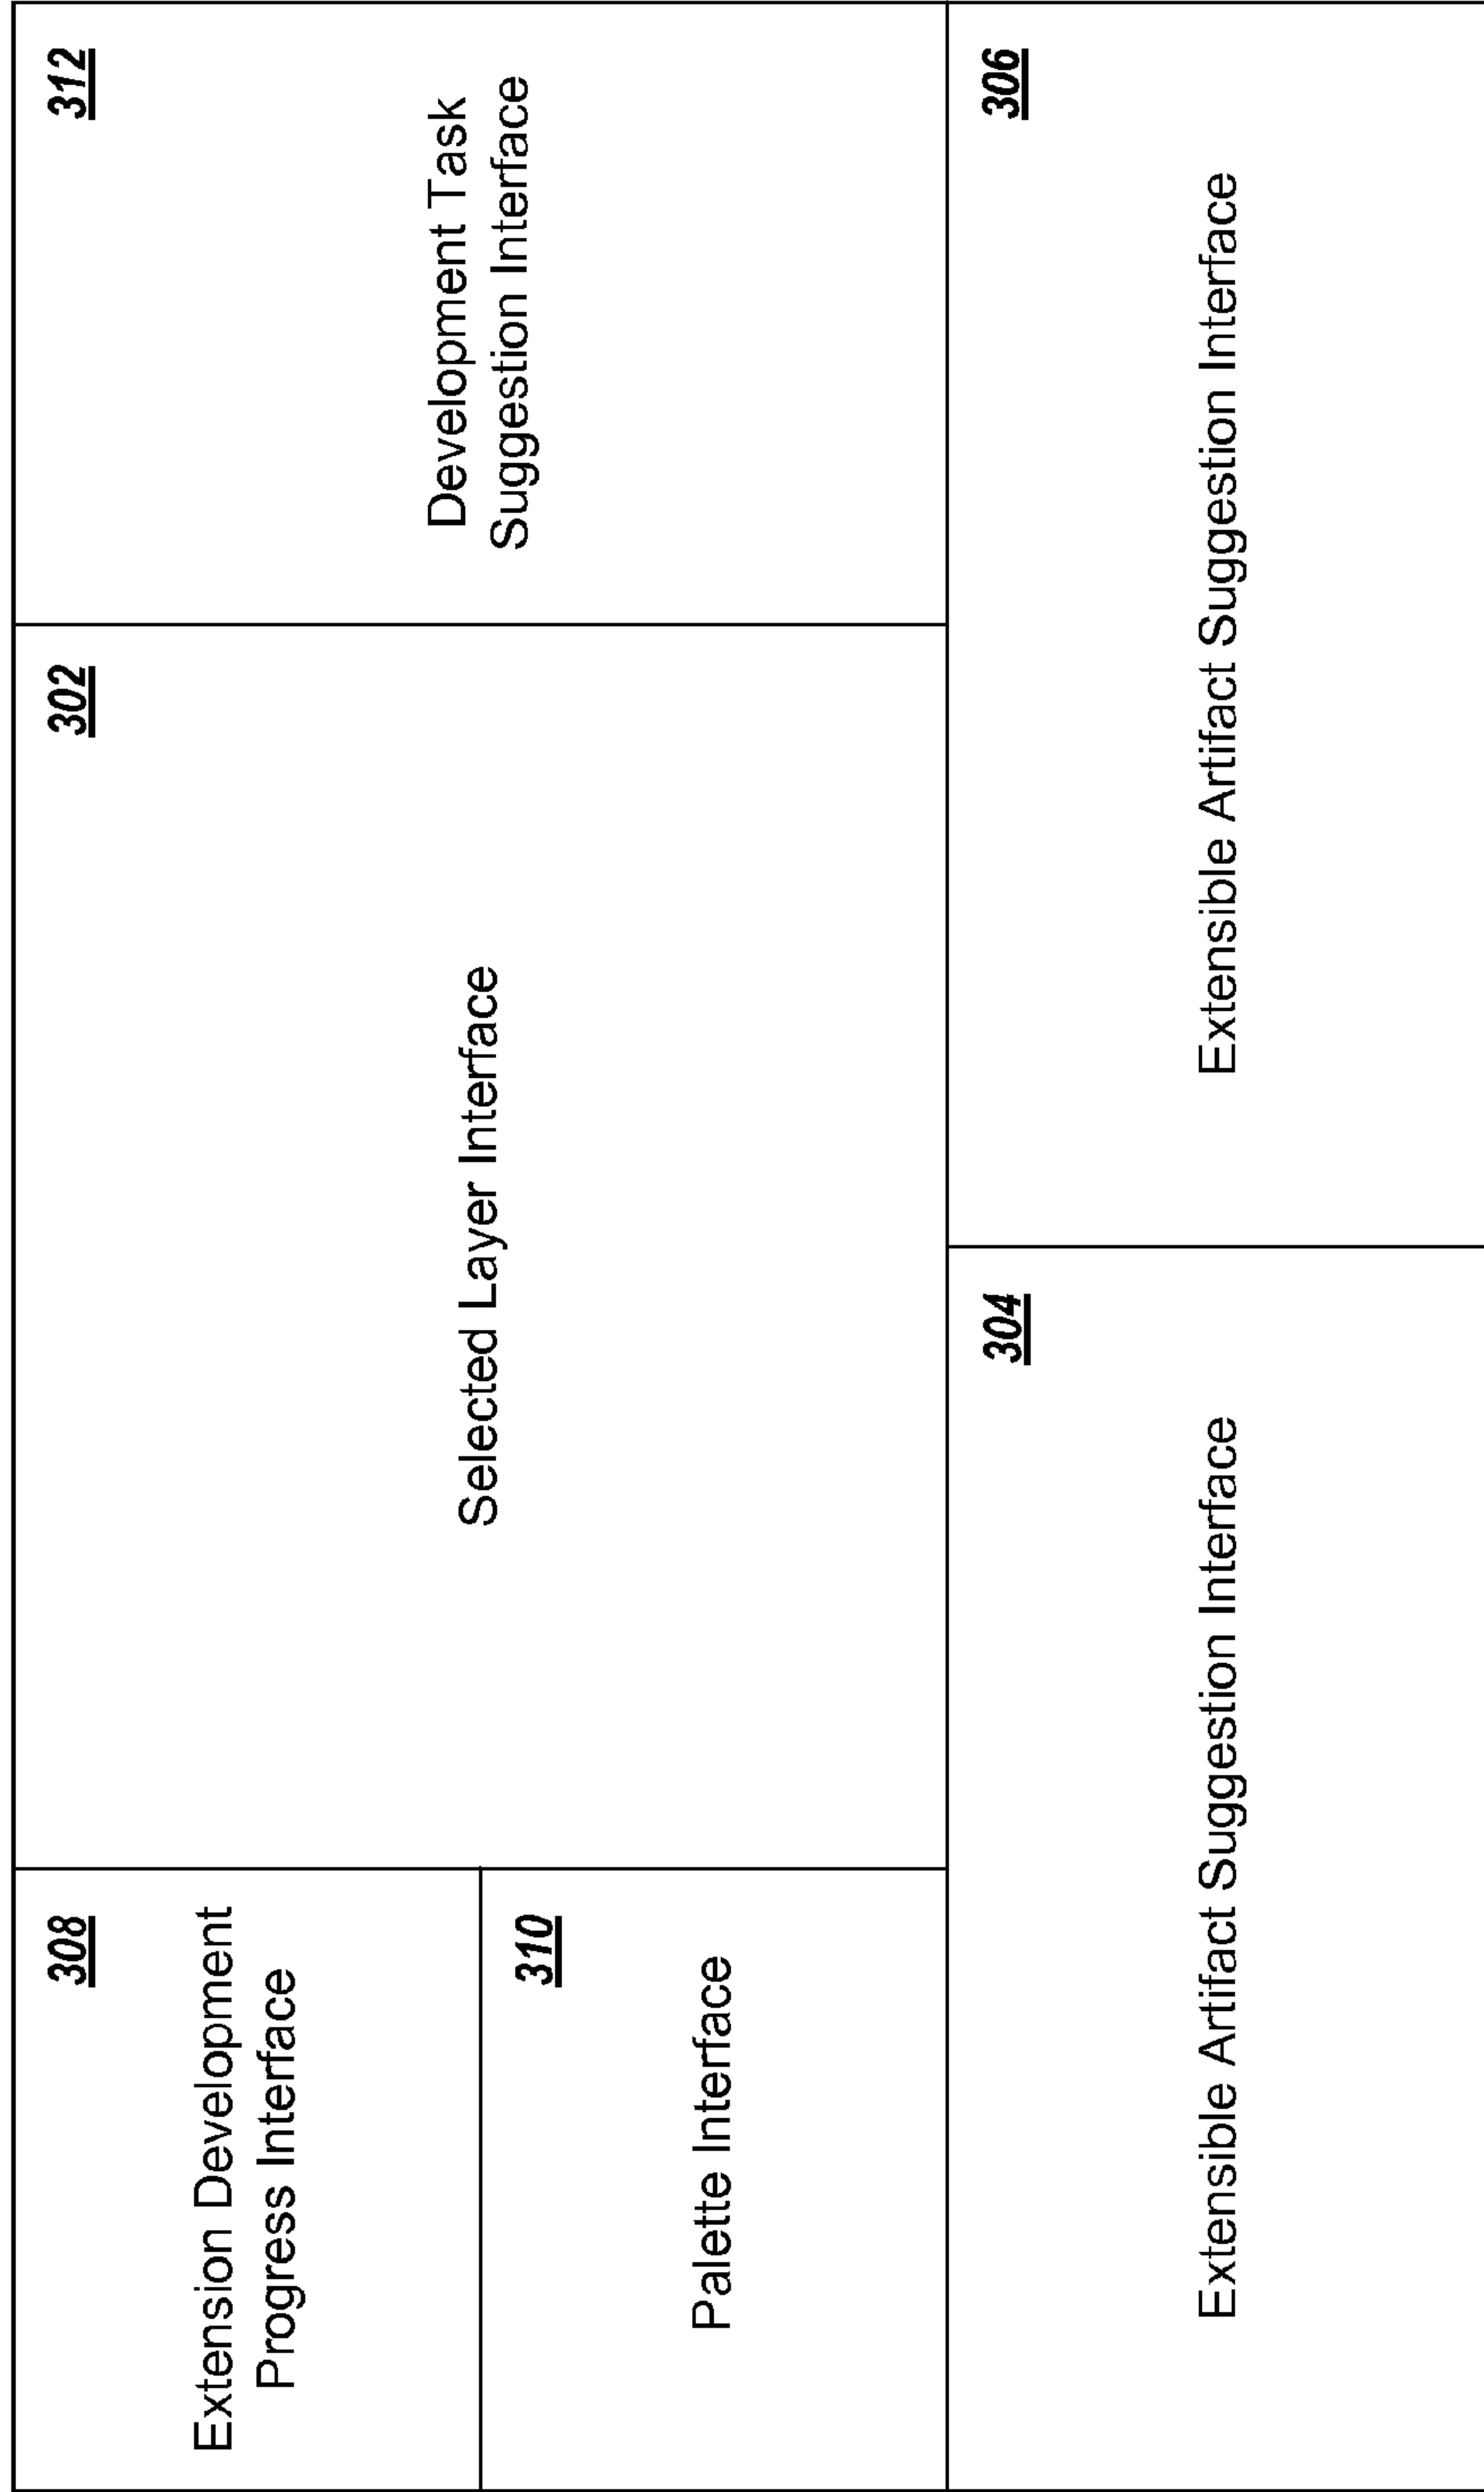 308
Extension Development
Progress Interface
302
Selected Layer Interface
312
Development Task
Suggestion Interface
310
Palette Interface
304
Extensible Artifact Suggestion Interface
306
Extensible Artifact Suggestion Interface